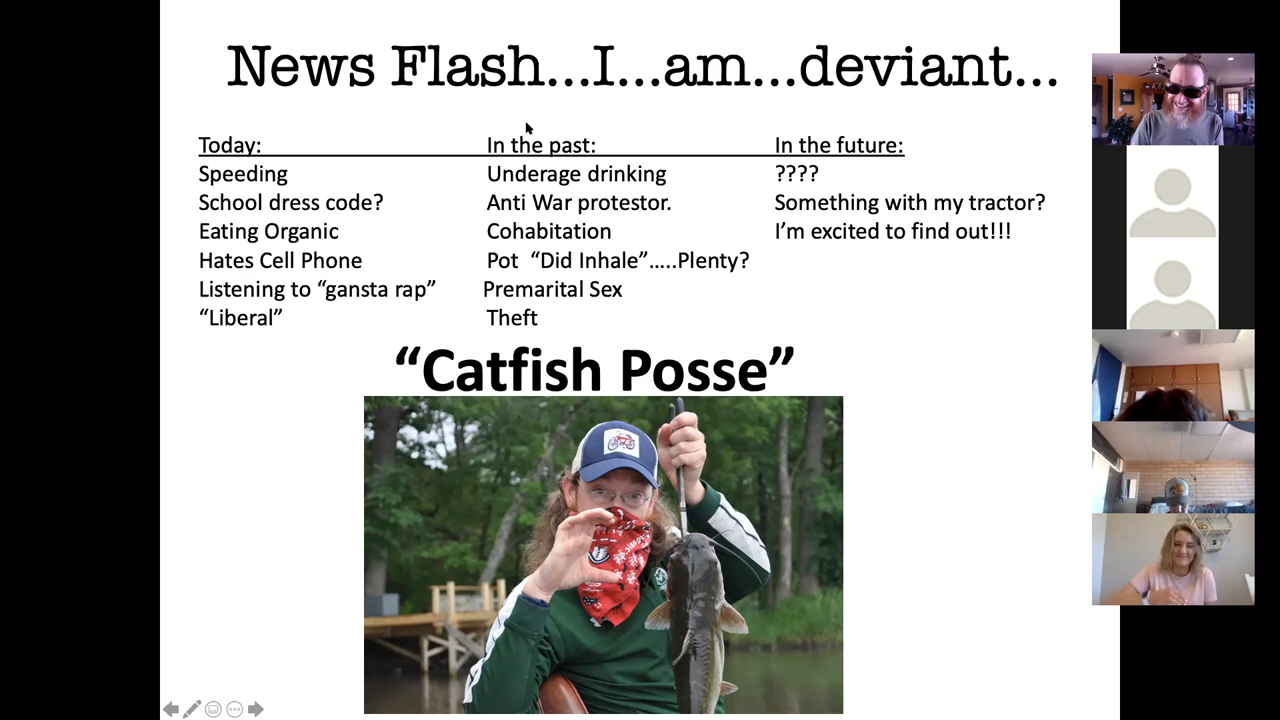 News Flash...I...am...deviant...
Today: In the past: In the future:
Speeding Underage drinking ????
School dress code? Anti War protestor. Something with my tractor?
Eating Organic Cohabitation I’m excited to find out!!!
Hates Cell Phone Pot “Did Inhale”.....Plenty?
Listening to “gansta rap” Premarital Sex
“Liberal” Theft
“Catfish Posse”